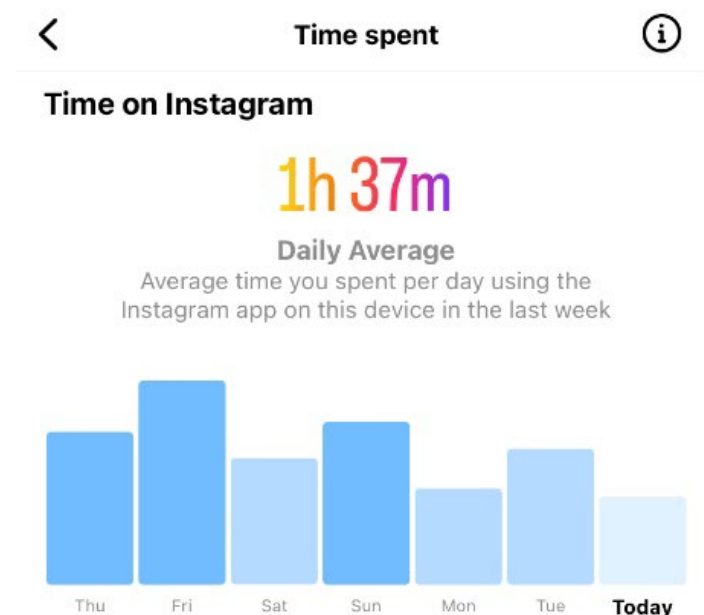 Time spent
Time on Instagram
1h 37m
Daily Average
Average time you spent per day using the
Instagram app on this device in the last week
Thu Fri Sat Sun Mon Tue Today